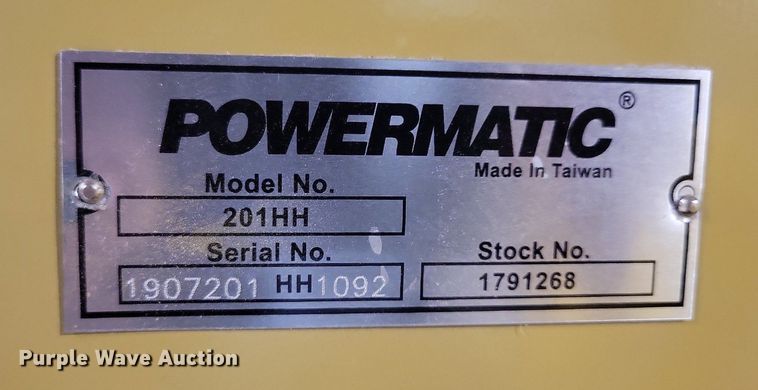 POWERMATIC®
Made In Taiwan
Model No.
201HH
Serial No.
1907201 HH1092
Stock No.
1791268
Purple Wave Auction